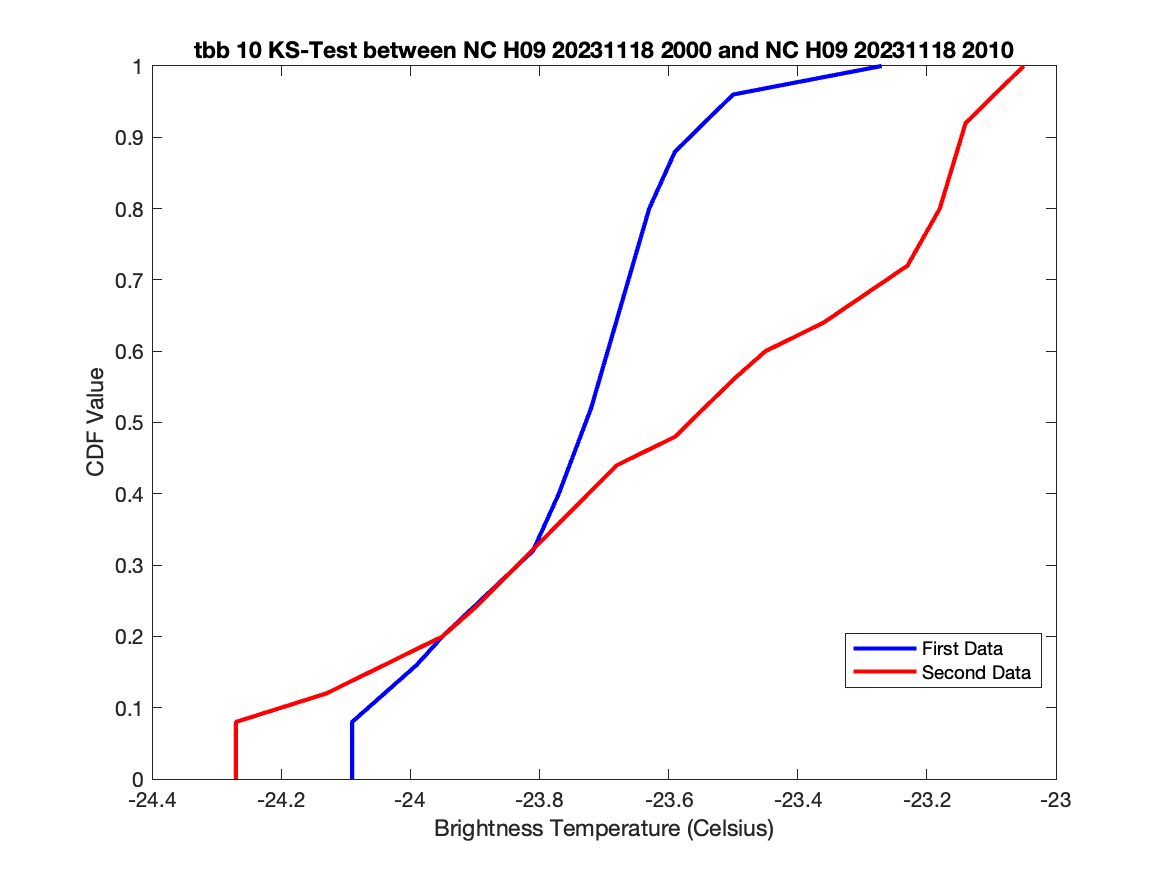 tbb 10 KS-Test between NC H09 20231118 2000 and NC H09 20231118 2010
1
0.9
0.8
0.7
0.6
0.5
0.4
0.3
0.2
0.1
0
CDF Value
First Data
Second Data
-24.4 -24.2 -24 -23.8 -23.6 -23.4 -23.2 -23
Brightness Temperature (Celsius)